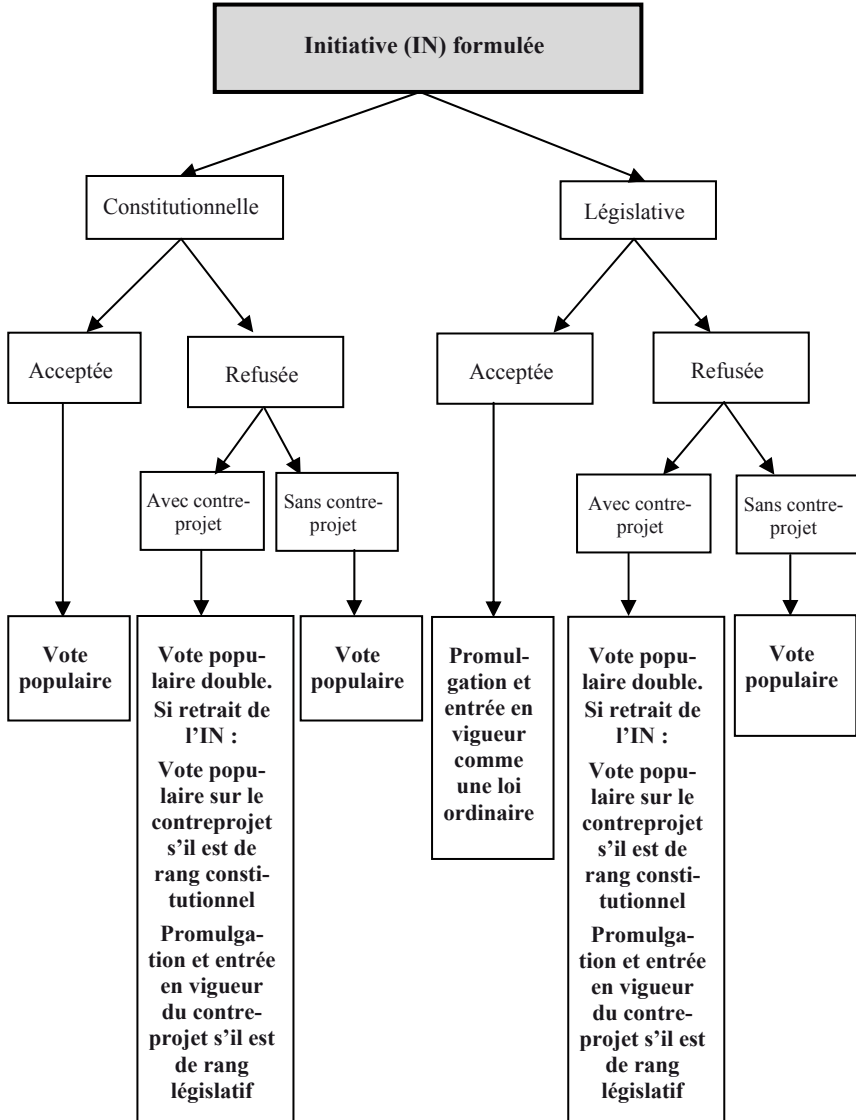 Initiative (IN) formulée
Constitutionnelle
Législative
Acceptée
Refusée
Acceptée
Refusée
Avec contre-
projet
Sans contre-
projet
Avec contre-
projet
Sans contre-
projet
Vote
populaire
Vote popu-
laire double.
Si retrait de
l’IN :
Vote popu-
laire sur le
contreprojet
s’il est de
rang consti-
tutionnel
Promulga-
tion et entrée
en vigueur
du contre-
projet s’il est
de rang
législatif
Vote
populaire
Promul-
gation et
entrée en
vigueur
comme
une loi
ordinaire
Vote popu-
laire double.
Si retrait de
l’IN :
Vote popu-
laire sur le
contreprojet
s’il est de
rang consti-
tutionnel
Promulga-
tion et entrée
en vigueur
du contre-
projet s’il est
de rang
législatif
Vote
populaire